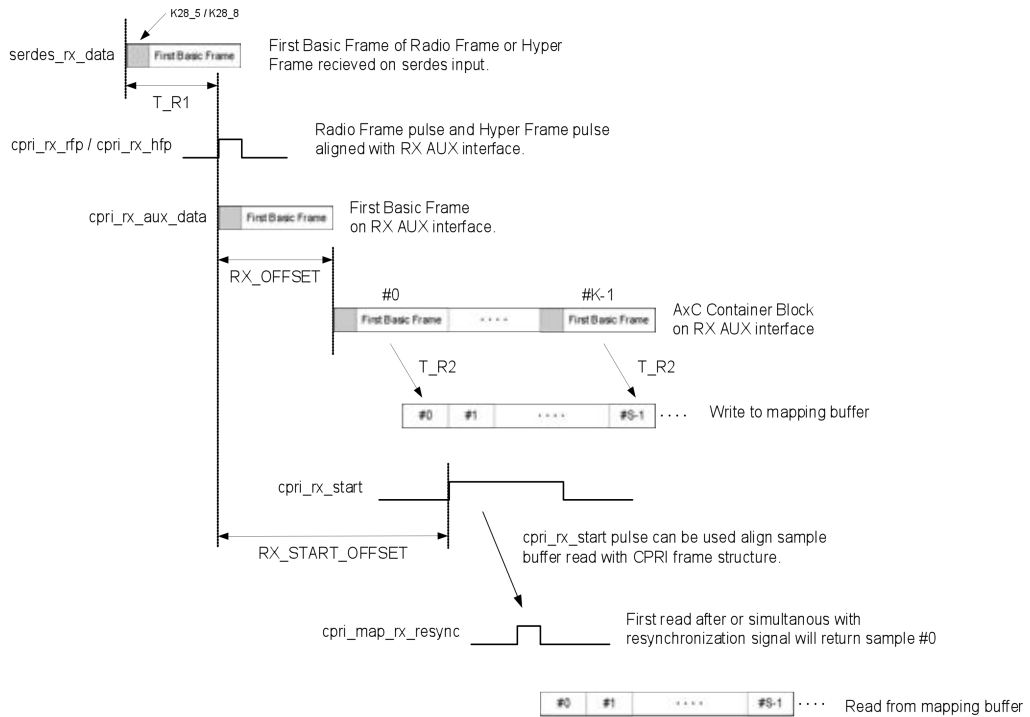 K28_5 / K28_8
serdes_rx_data
First Basic Frame
First Basic Frame of Radio Frame or Hyper
Frame recieved on serdes input.
T_R1
cpri_rx_rfp / cpri_rx_hfp
Radio Frame pulse and Hyper Frame pulse
aligned with RX AUX interface.
cpri_rx_aux_data
First Basic Frame
First Basic Frame
on RX AUX interface.
RX_OFFSET
#0
#K-1
First Basic Frame
. . . .
First Basic Frame
AxC Container Block
on RX AUX interface
T_R2
T_R2
#0
#1
. . . .
#S-1
. . . .
Write to mapping buffer
cpri_rx_start
RX_START_OFFSET
cpri_rx_start pulse can be used align sample
buffer read with CPRI frame structure.
cpri_map_rx_resync
First read after or simultanous with
resynchronization signal will return sample #0
#0
#1
. . . .
#S-1
. . . .
Read from mapping buffer